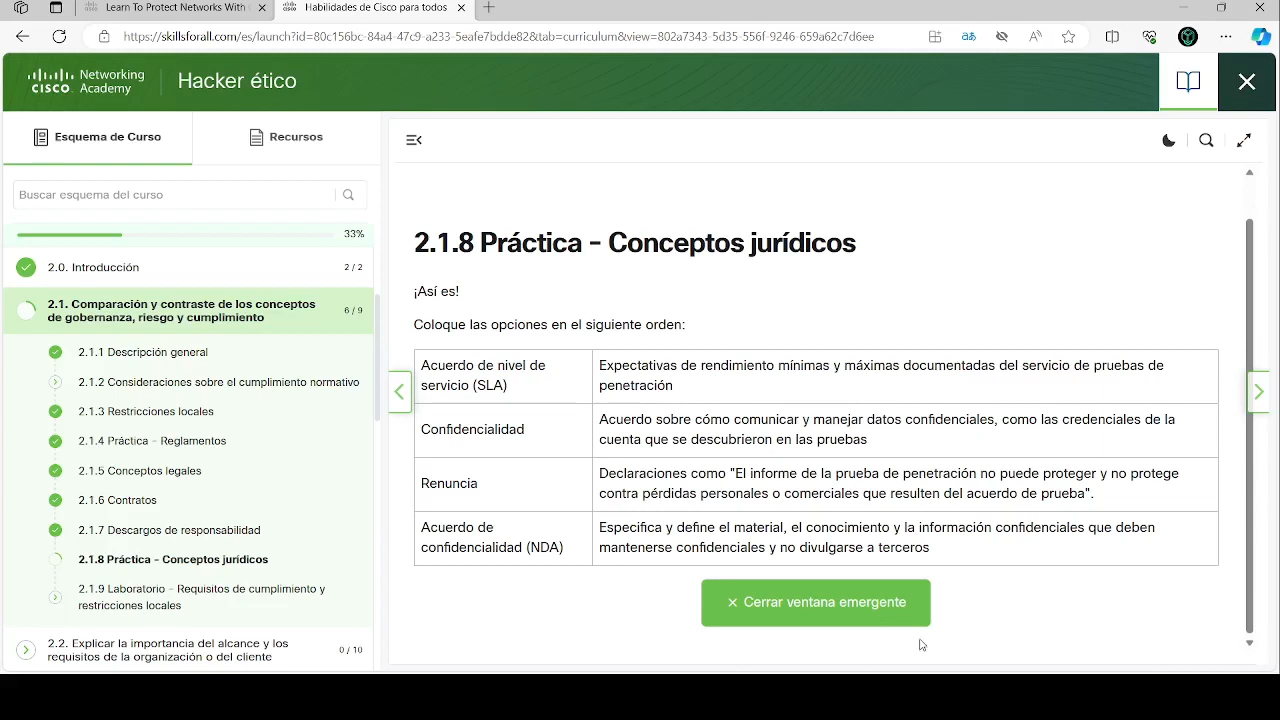 Learn To Protect Networks With
Habilidades de Cisco para todos
https://skillsforall.com/es/launch?id=80c156bc-84a4-47c9-a233-5eafe7bdde82&tab=curriculum&view=802a7343-5d35-556f-9246-659a62c7d6ee
CISCO Networking Academy
Hacker ético
Esquema de Curso
Recursos
Buscar esquema del curso
33%
2.0. Introducción
2 / 2
2.1. Comparación y contraste de los conceptos
de gobernanza, riesgo y cumplimiento
6 / 9
2.1.1 Descripción general
2.1.2 Consideraciones sobre el cumplimiento normativo
2.1.3 Restricciones locales
2.1.4 Práctica - Reglamentos
2.1.5 Conceptos legales
2.1.6 Contratos
2.1.7 Descargos de responsabilidad
2.1.8 Práctica - Conceptos jurídicos
2.1.9 Laboratorio - Requisitos de cumplimiento y
restricciones locales
2.2. Explicar la importancia del alcance y los
requisitos de la organización o del cliente
0 / 10
2.1.8 Práctica - Conceptos jurídicos
¡Así es!
Coloque las opciones en el siguiente orden:
Acuerdo de nivel de
servicio (SLA)
Expectativas de rendimiento mínimas y máximas documentadas del servicio de pruebas de
penetración
Confidencialidad
Acuerdo sobre cómo comunicar y manejar datos confidenciales, como las credenciales de la
cuenta que se descubrieron en las pruebas
Renuncia
Declaraciones como "El informe de la prueba de penetración no puede proteger y no protege
contra pérdidas personales o comerciales que resulten del acuerdo de prueba".
Acuerdo de
confidencialidad (NDA)
Especifica y define el material, el conocimiento y la información confidenciales que deben
mantenerse confidenciales y no divulgarse a terceros
× Cerrar ventana emergente